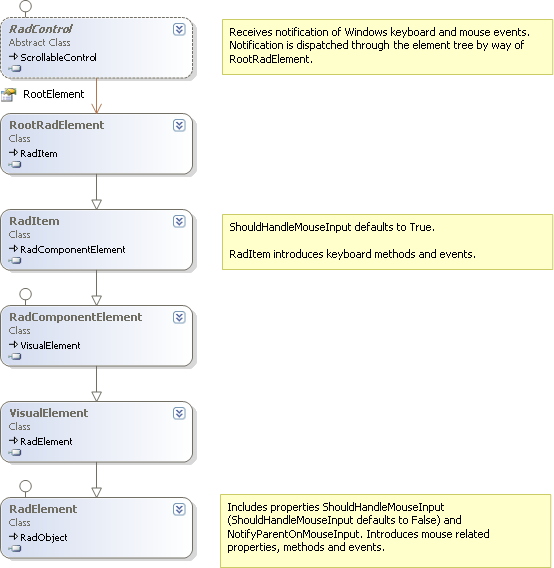 RadControl
Abstract Class
ScrollableControl
Receives notification of Windows keyboard and mouse events.
Notification is dispatched through the element tree by way of
RootRadElement.
RootElement
RootRadElement
Class
RadItem
RadItem
Class
RadComponentElement
ShouldHandleMouseInput defaults to True.
RadItem introduces keyboard methods and events.
RadComponentElement
Class
VisualElement
VisualElement
Class
RadElement
RadElement
Class
RadObject
Includes properties ShouldHandleMouseInput
(ShouldHandleMouseInput defaults to False) and
NotifyParentOnMouseInput. Introduces mouse related
properties, methods and events.